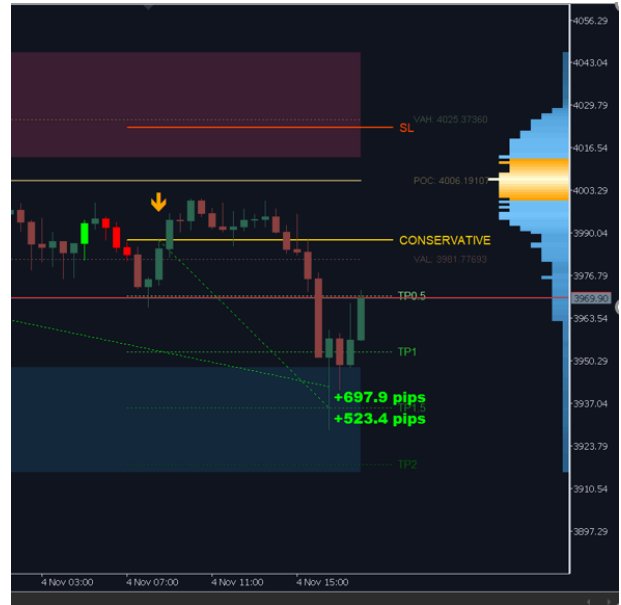 4056.29
4043.04
4029.79
SL
VAH: 4025.37360
4016.54
POC: 4006.19107
4003.29
3990.04
CONSERVATIVE
VAL: 3981.77693
3976.79
TP0.5
3969.90
3963.54
TP1
3950.29
+697.9 pips
3937.04
TP1.5
+523.4 pips
3923.79
TP2
3910.54
3897.29
4 Nov 03:00
4 Nov 07:00
4 Nov 11:00
4 Nov 15:00